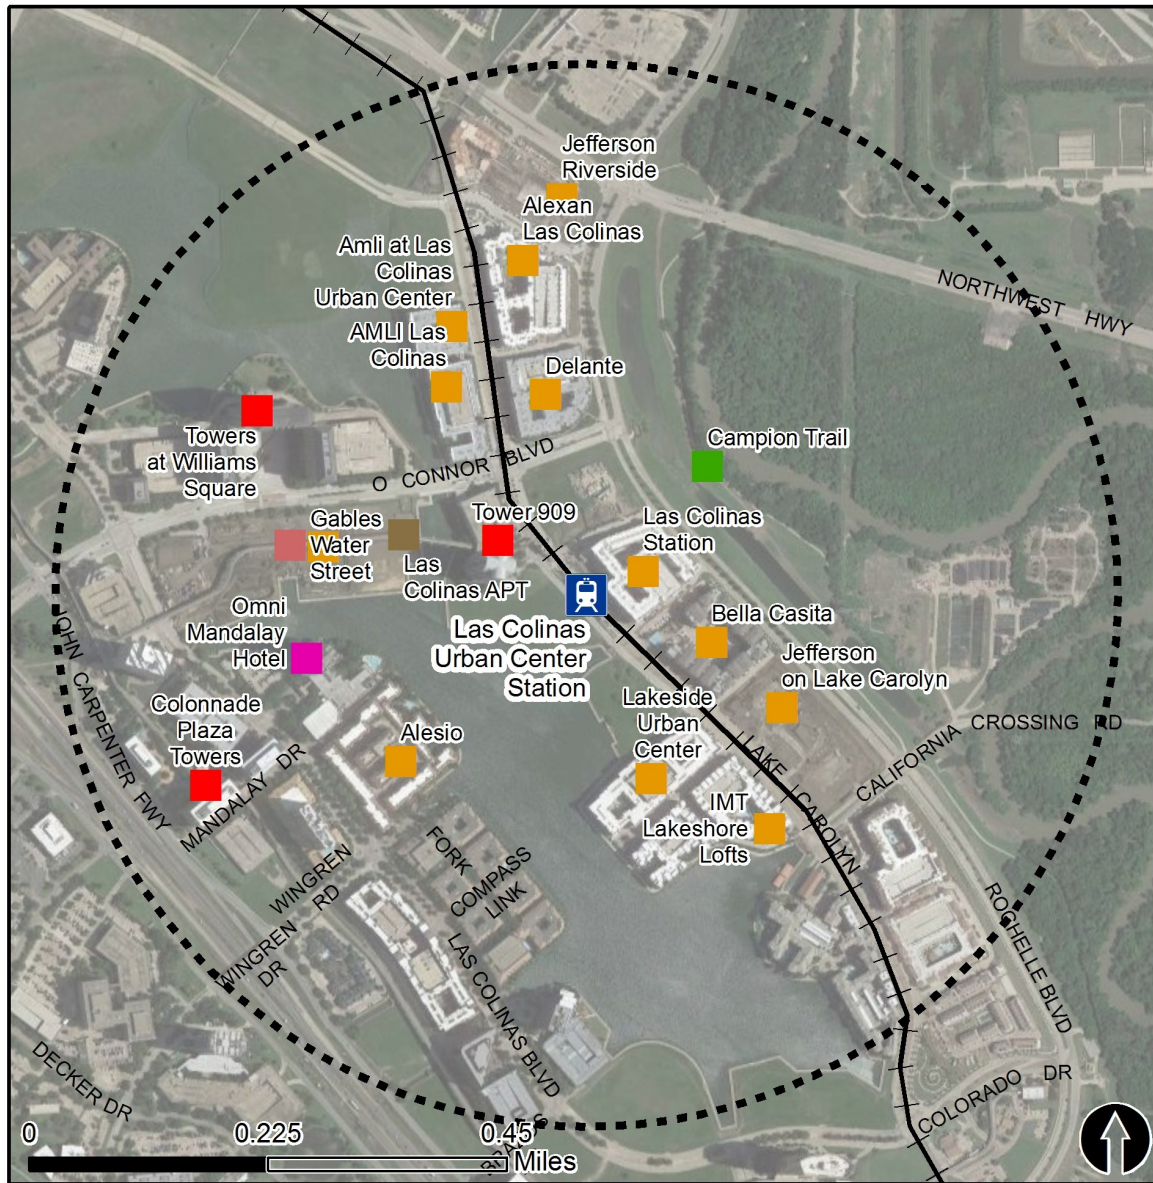 Jefferson
Riverside
Alexan
Las Colinas
Amli at Las
Colinas
Urban Center
AMLI Las
Colinas
NORTHWEST HWY
Delante
Towers
at Williams
Square
O CONNOR BLVD
Campion Trail
Tower 909
Las Colinas
Station
Gables
Water
Street
Las
Colinas APT
Omni
Mandalay
Hotel
Las Colinas
Urban Center
Station
Bella Casita
Jefferson
on Lake Carolyn
JOHN CARPENTER FWY
Colonnade
Plaza
Towers
Alesio
Lakeside
Urban
Center
LAKE CAROLYN
CALIFORNIA CROSSING RD
MANDALAY DR
IMT
Lakeshore
Lofts
FORK
COMPASS
LINK
WINGREN
RD
WINGREN
DR
LAS COLINAS BLVD
ROCHELLE BLVD
DECKER DR
COLORADO DR
0 0.225 0.45
Miles